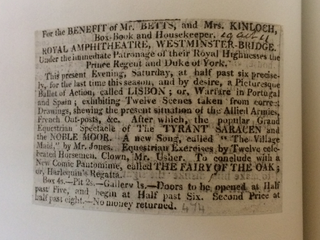 For the BENEFIT of Mr. BETTS, and Mrs. KINLOCH,
Box-Book and Housekeeper.
ROYAL AMPHITHEATRE, WESTMINSTER-BRIDGE.
Under the immediate Patronage of their Royal Highnesses the
Prince Regent and Duke of York.
This present Evening, Saturday, at half past six precise-
ly, for the last time this season, and by desire, a Picturesque
Ballet of Action, called LISBON; or, Warfare in Portugal
and Spain; exhibiting Twelve Scenes taken from correct
Drawings, shewing the present situation of the Allied Armies,
French Out-posts, &c. After which, the popular Grand
Equestrian Spectacle of The TYRANT SARACEN and
the NOBLE MOOR. A new Song, called "The Village
Maid," by Mr. Jones. Equestrian Exercises by Twelve cele-
brated Horsemen. Clown, Mr. Usher. To conclude with a
New Comic Pantomime, called THE FAIRY OF THE OAK;
or, Harlequin's Regatta.
Box 4s.—Pit 2s.—Gallery 1s.—Doors to be opened at Half
past Five, and begin at Half past Six. Second Price at
half past eight.—No money returned.